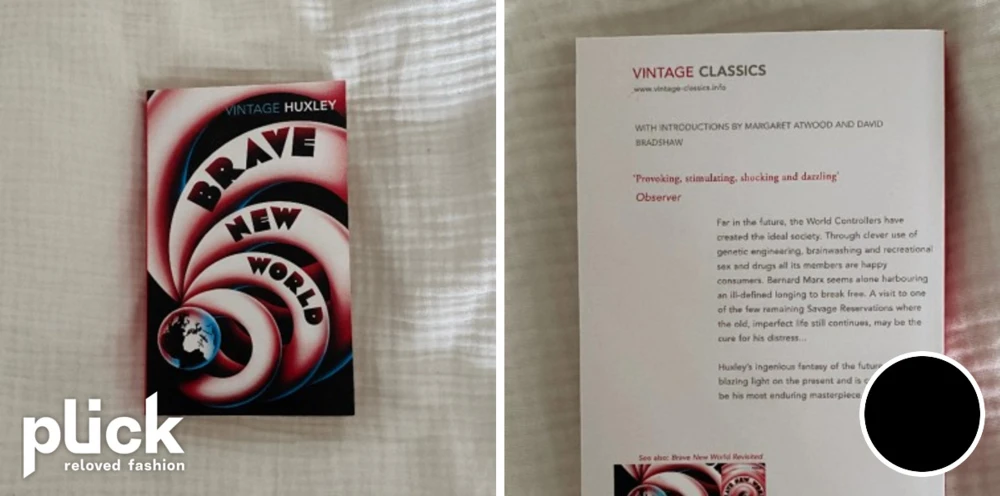 VINTAGE HUXLEY
BRAVE
NEW
WORLD
plick
reloved fashion
VINTAGE CLASSICS
www.vintage-classics.info
WITH INTRODUCTIONS BY MARGARET ATWOOD AND DAVID
BRADSHAW
'Provoking, stimulating, shocking and dazzling'
Observer
Far in the future, the World Controllers have
created the ideal society. Through clever use of
genetic engineering, brainwashing and recreational
sex and drugs all its members are happy
consumers. Bernard Marx seems alone harbouring
an ill-defined longing to break free. A visit to one
of the few remaining Savage Reservations where
the old, imperfect life still continues, may be the
cure for his distress...
Huxley's ingenious fantasy of the future
blazing light on the present and is
be his most enduring masterpiece
See also: Brave New World Revisited